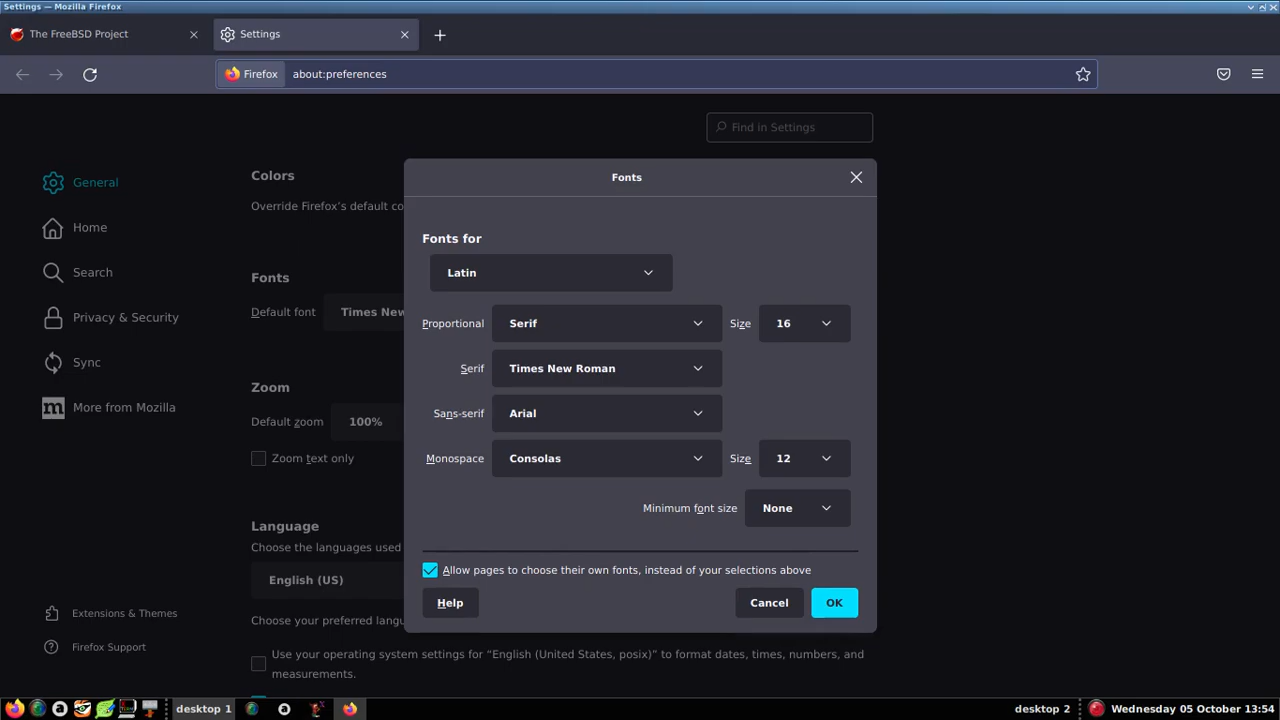 Settings — Mozilla Firefox
The FreeBSD Project
Settings
Firefox
about:preferences
Find in Settings
General
Home
Search
Privacy & Security
Sync
More from Mozilla
Extensions & Themes
Firefox Support
Colors
Override Firefox’s default co
Fonts
Default font
Times New
Zoom
Default zoom
100%
Zoom text only
Language
Choose the languages used
English (US)
Choose your preferred langu
Use your operating system settings for “English (United States, posix)” to format dates, times, numbers, and
measurements.
Fonts
Fonts for
Latin
Proportional Serif Size 16
Serif Times New Roman
Sans-serif Arial
Monospace Consolas Size 12
Minimum font size None
Allow pages to choose their own fonts, instead of your selections above
Help Cancel OK
desktop 1
desktop 2
Wednesday 05 October 13:54